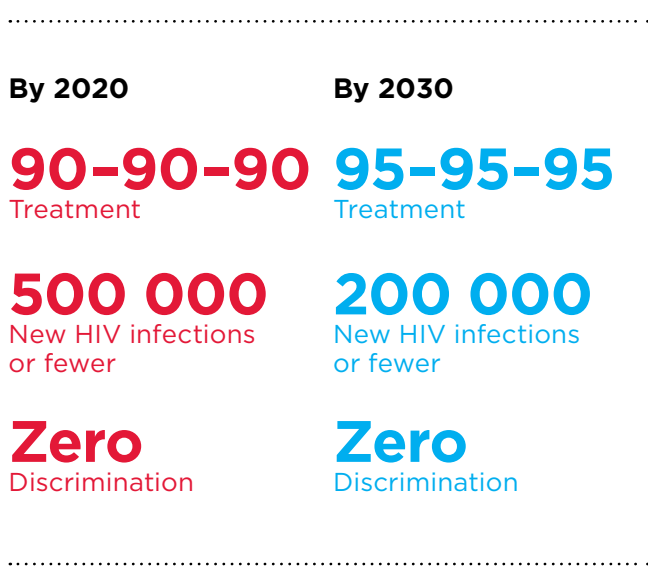 By 2020
90–90–90
Treatment
500 000
New HIV infections
or fewer
Zero
Discrimination
By 2030
95–95–95
Treatment
200 000
New HIV infections
or fewer
Zero
Discrimination